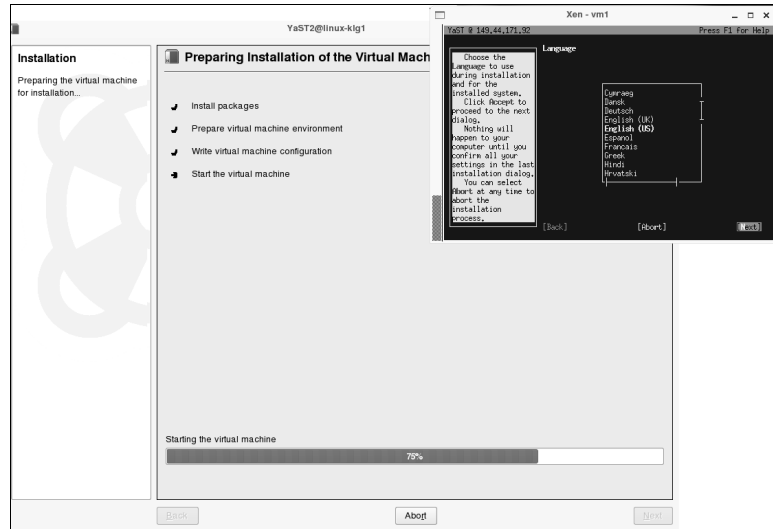 YaST2@linux-klg1
Installation
Preparing the virtual machine
for installation...
Preparing Installation of the Virtual Mach
Install packages
Prepare virtual machine environment
Write virtual machine configuration
Start the virtual machine
Starting the virtual machine
75%
Back
Abort
Next
Xen - vm1
YaST @ 149.44.171.92
Press F1 for Help
Choose the
Language to use
during installation
and for the
installed system.
Click Accept to
proceed to the next
dialog.
Nothing will
happen to your
computer until you
confirm all your
settings in the last
installation dialog.
You can select
Abort at any time to
abort the
installation
process.
Language
Cymraeg
Dansk
Deutsch
English (UK)
English (US)
Espanol
Francais
Greek
Hindi
Hrvatski
[Back]
[Abort]
[Next]